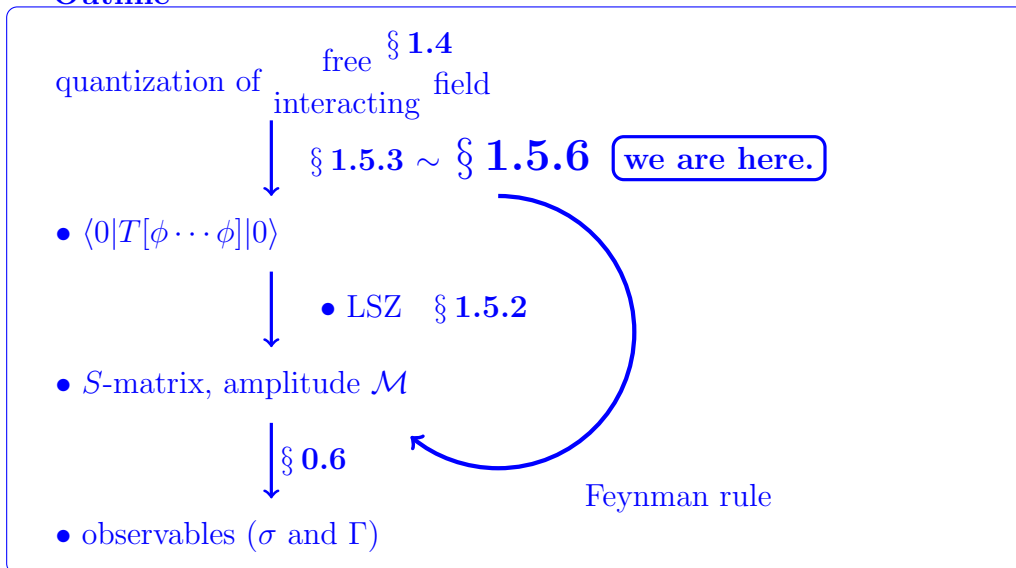 Outline
quantization of free § 1.4 interacting field
§ 1.5.3 ∼ § 1.5.6 we are here.
• ⟨0|T[ϕ · · · ϕ]|0⟩
• LSZ § 1.5.2
• S-matrix, amplitude ℳ
§ 0.6
Feynman rule
• observables (σ and Γ)